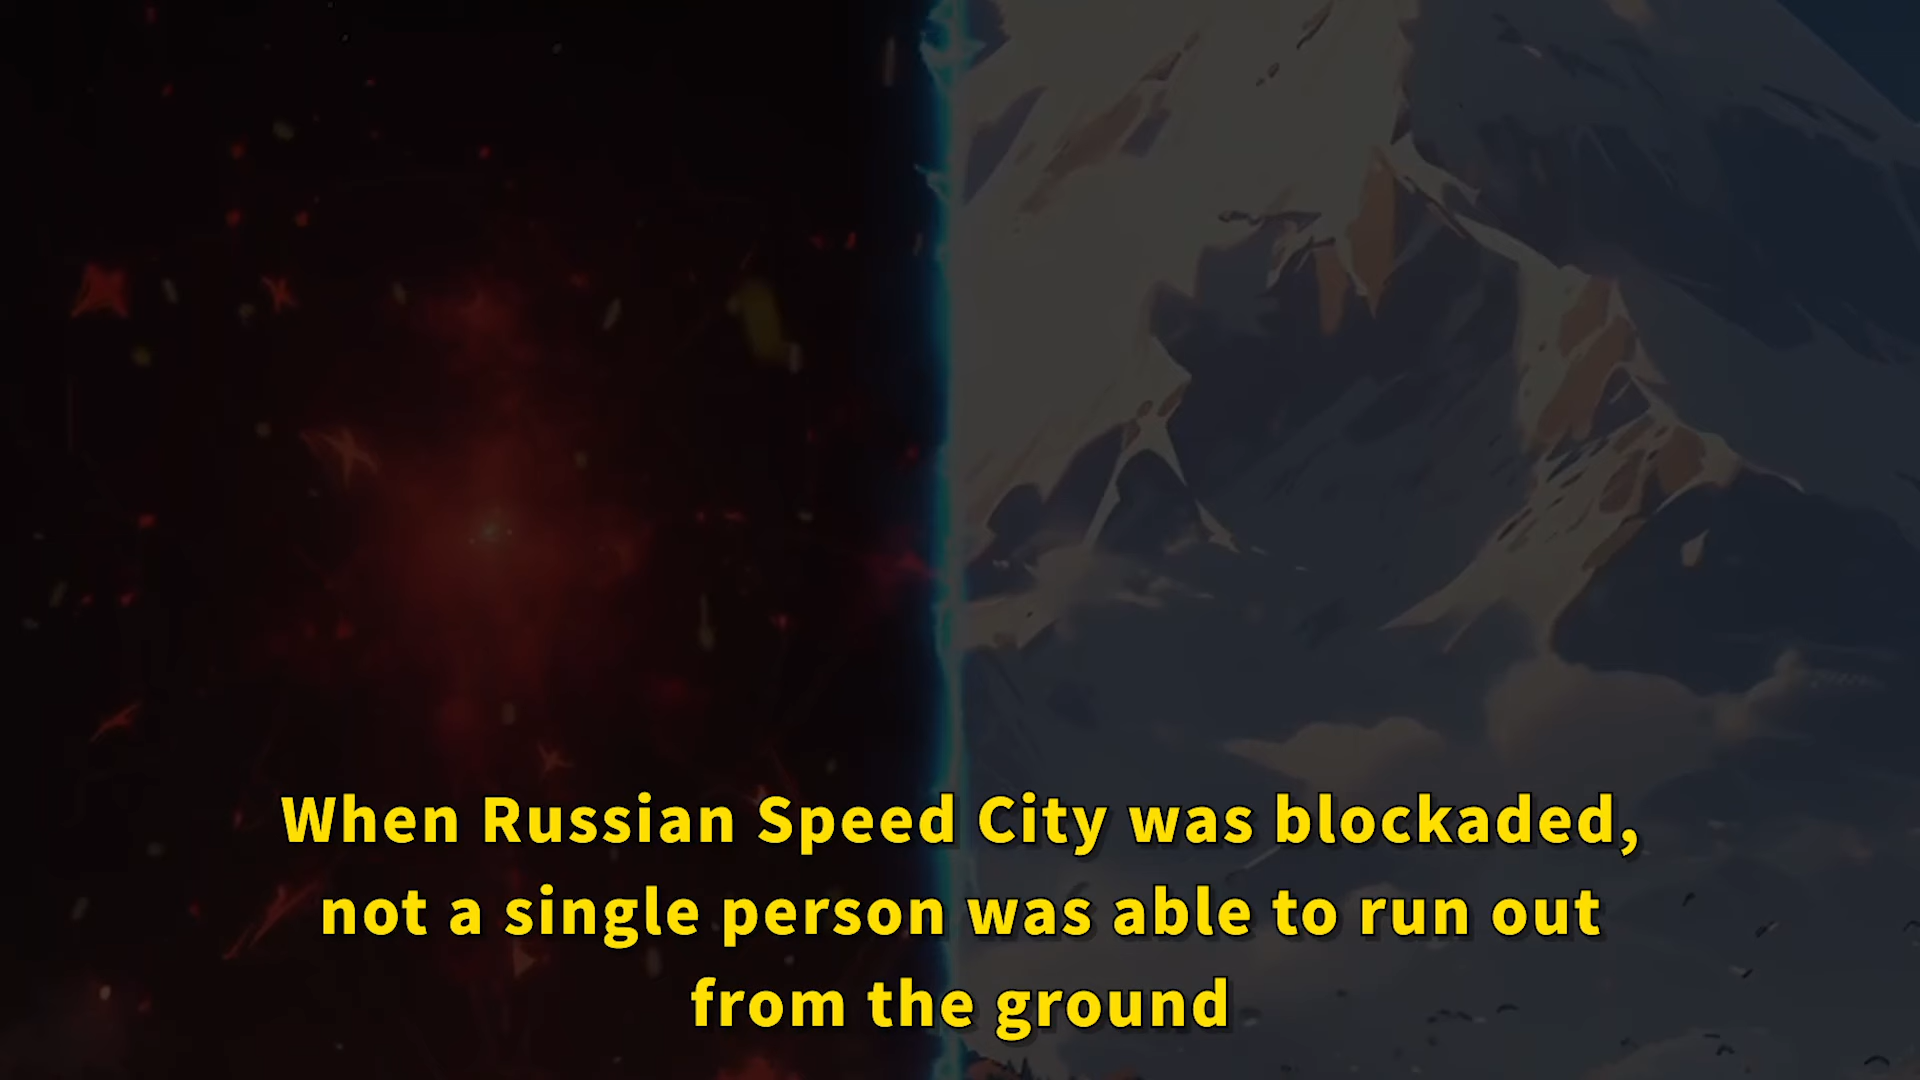 When Russian Speed City was blockaded,
not a single person was able to run out
from the ground